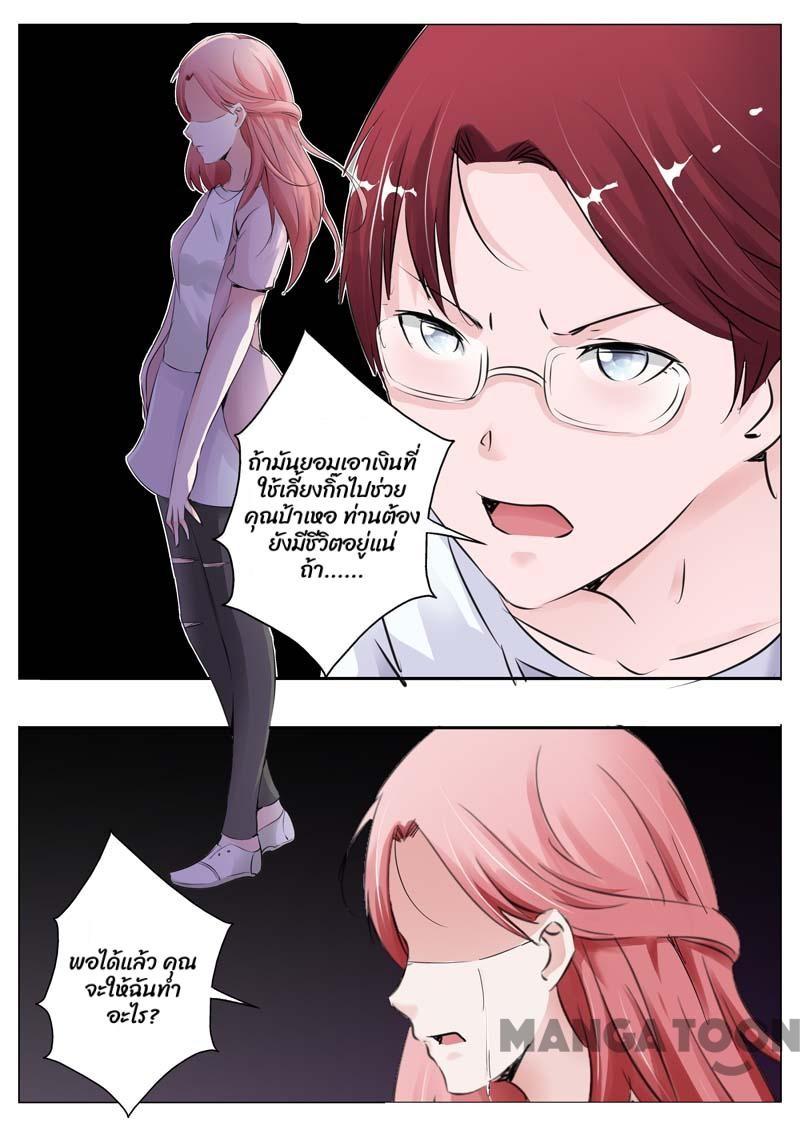 ถ้ามันยอมเอาเงินที่
ใช้เลี้ยงกิ๊กไปช่วย
คุณป้าเหอ ท่านต้อง
ยังมีชีวิตอยู่แน่
ถ้า......
พอได้แล้ว คุณ
จะให้ฉันทำ
อะไร?
MANGA TOON